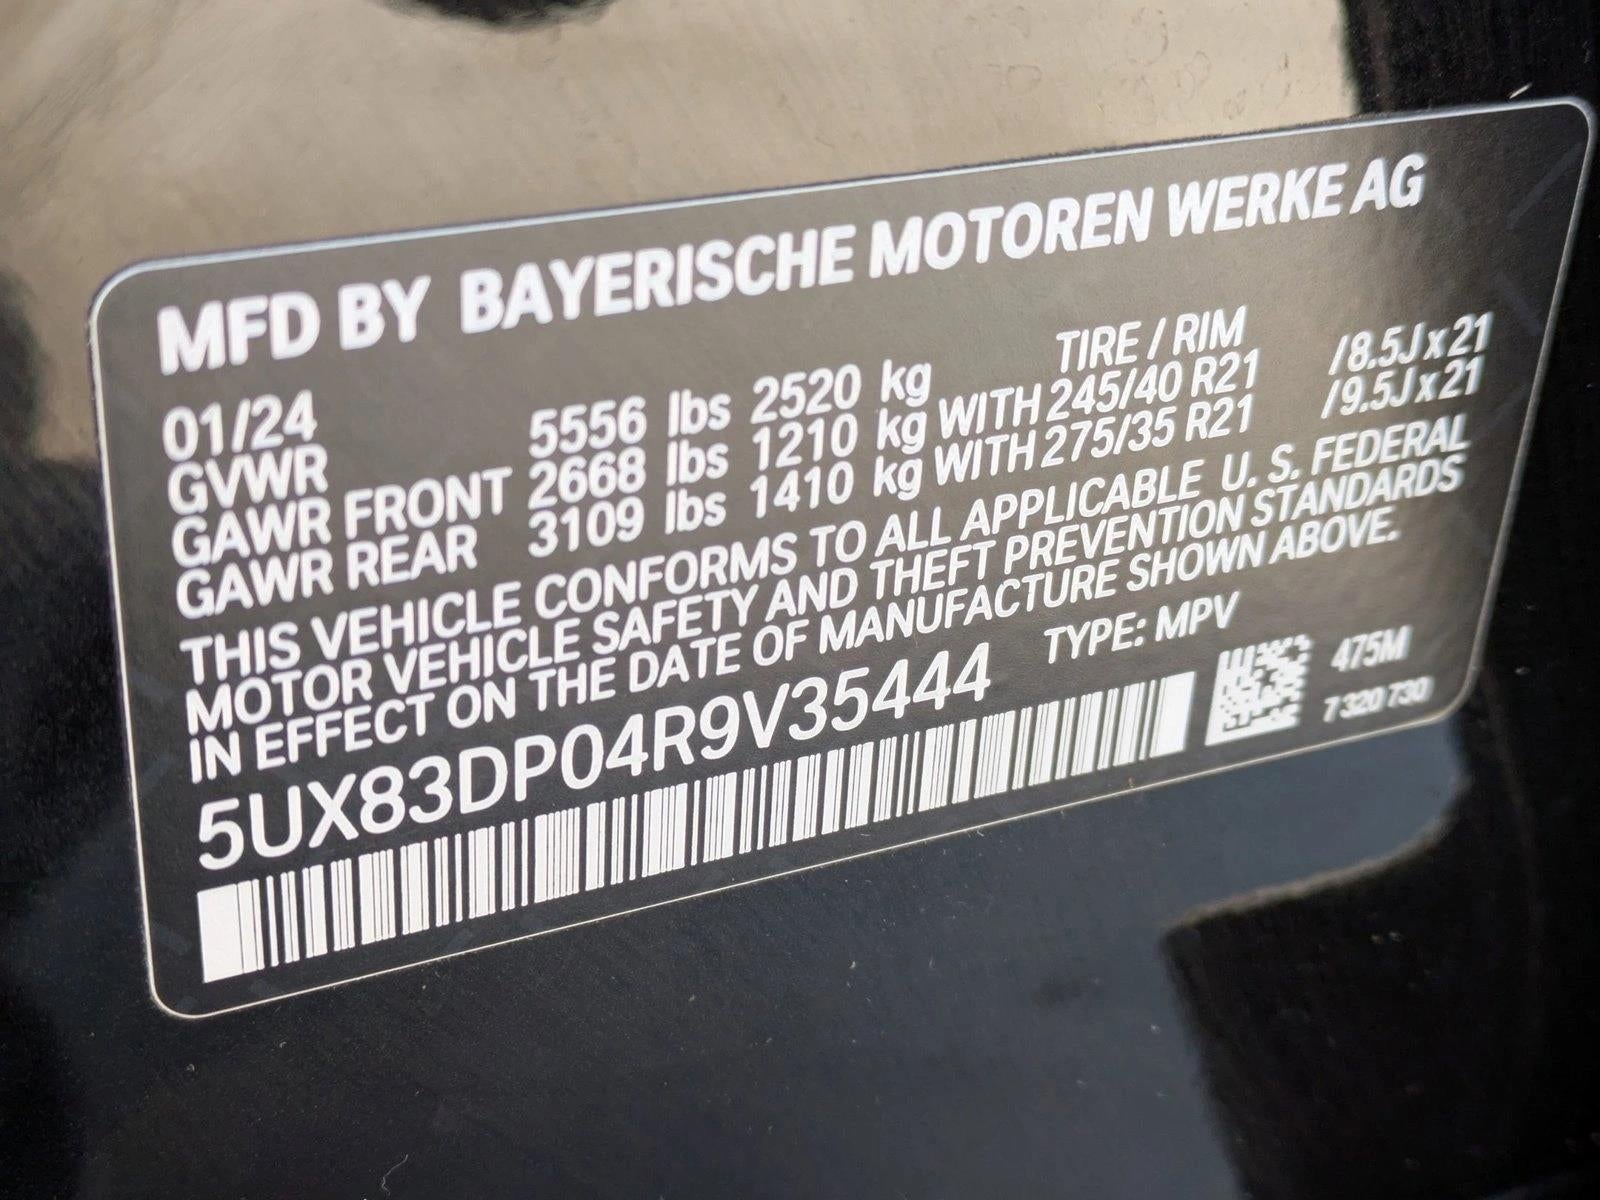 MFD BY BAYERISCHE MOTOREN WERKE AG
01/24 TIRE / RIM
GVWR 5556 lbs 2520 kg
GAWR FRONT 2668 lbs 1210 kg WITH 245/40 R21 /8.5J x 21
GAWR REAR 3109 lbs 1410 kg WITH 275/35 R21 /9.5J x 21
THIS VEHICLE CONFORMS TO ALL APPLICABLE U. S. FEDERAL
MOTOR VEHICLE SAFETY AND THEFT PREVENTION STANDARDS
IN EFFECT ON THE DATE OF MANUFACTURE SHOWN ABOVE.
5UX83DP04R9V35444 TYPE: MPV
475M
7 320 730